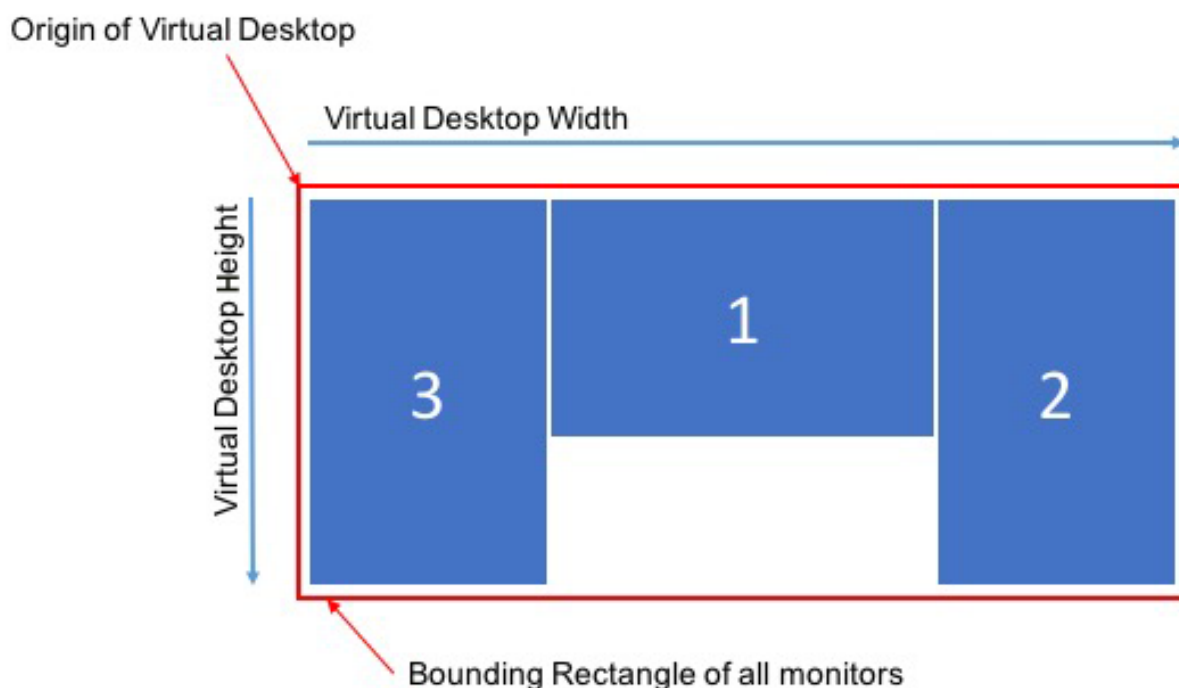 Origin of Virtual Desktop
Virtual Desktop Width
Virtual Desktop Height
3
1
2
Bounding Rectangle of all monitors